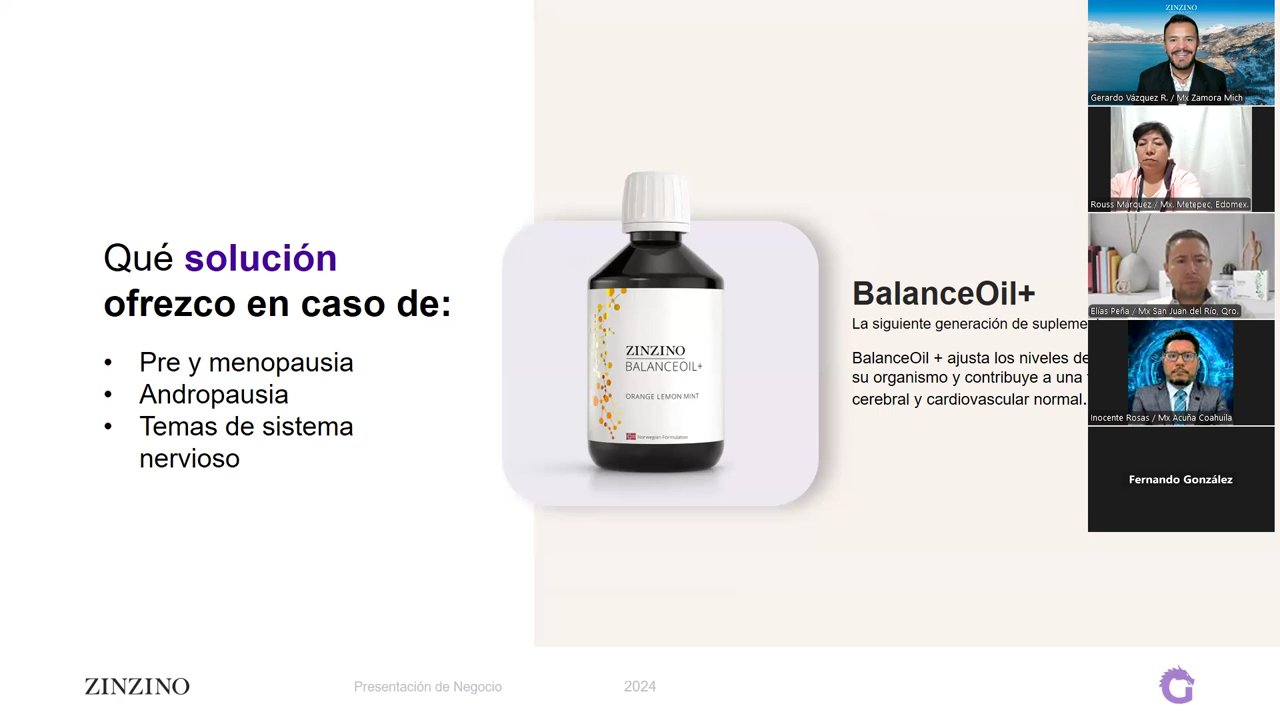 Qué solución
ofrezco en caso de:
• Pre y menopausia
• Andropausia
• Temas de sistema
nervioso
ZINZINO
BALANCEOIL+
ORANGE LEMON MINT
Norwegian Formulation
BalanceOil+
La siguiente generación de
BalanceOil + ajusta los niveles de
su organismo y contribuye a una
cerebral y cardiovascular normal.
ZINZINO
Gerardo Vázquez R. / Mx Zamora Mich
Rouss Márquez / Mx. Metepec, Edomex.
Elías Peña / Mx San Juan del Río, Qro.
Inocente Rosas / Mx Acuña Coahuila
Fernando González
ZINZINO
Presentación de Negocio
2024
G